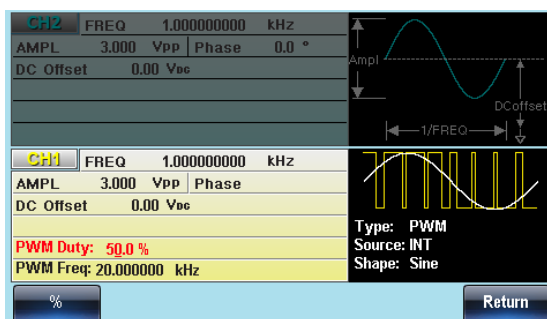 CH2 FREQ 1.000000000 kHz
AMPL 3.000 Vpp Phase 0.0 °
DC Offset 0.00 VDC
Ampl
DCoffset
1/FREQ
CH1 FREQ 1.000000000 kHz
AMPL 3.000 Vpp Phase
DC Offset 0.00 VDC
PWM Duty: 50.0 %
PWM Freq: 20.000000 kHz
Type: PWM
Source: INT
Shape: Sine
% Return